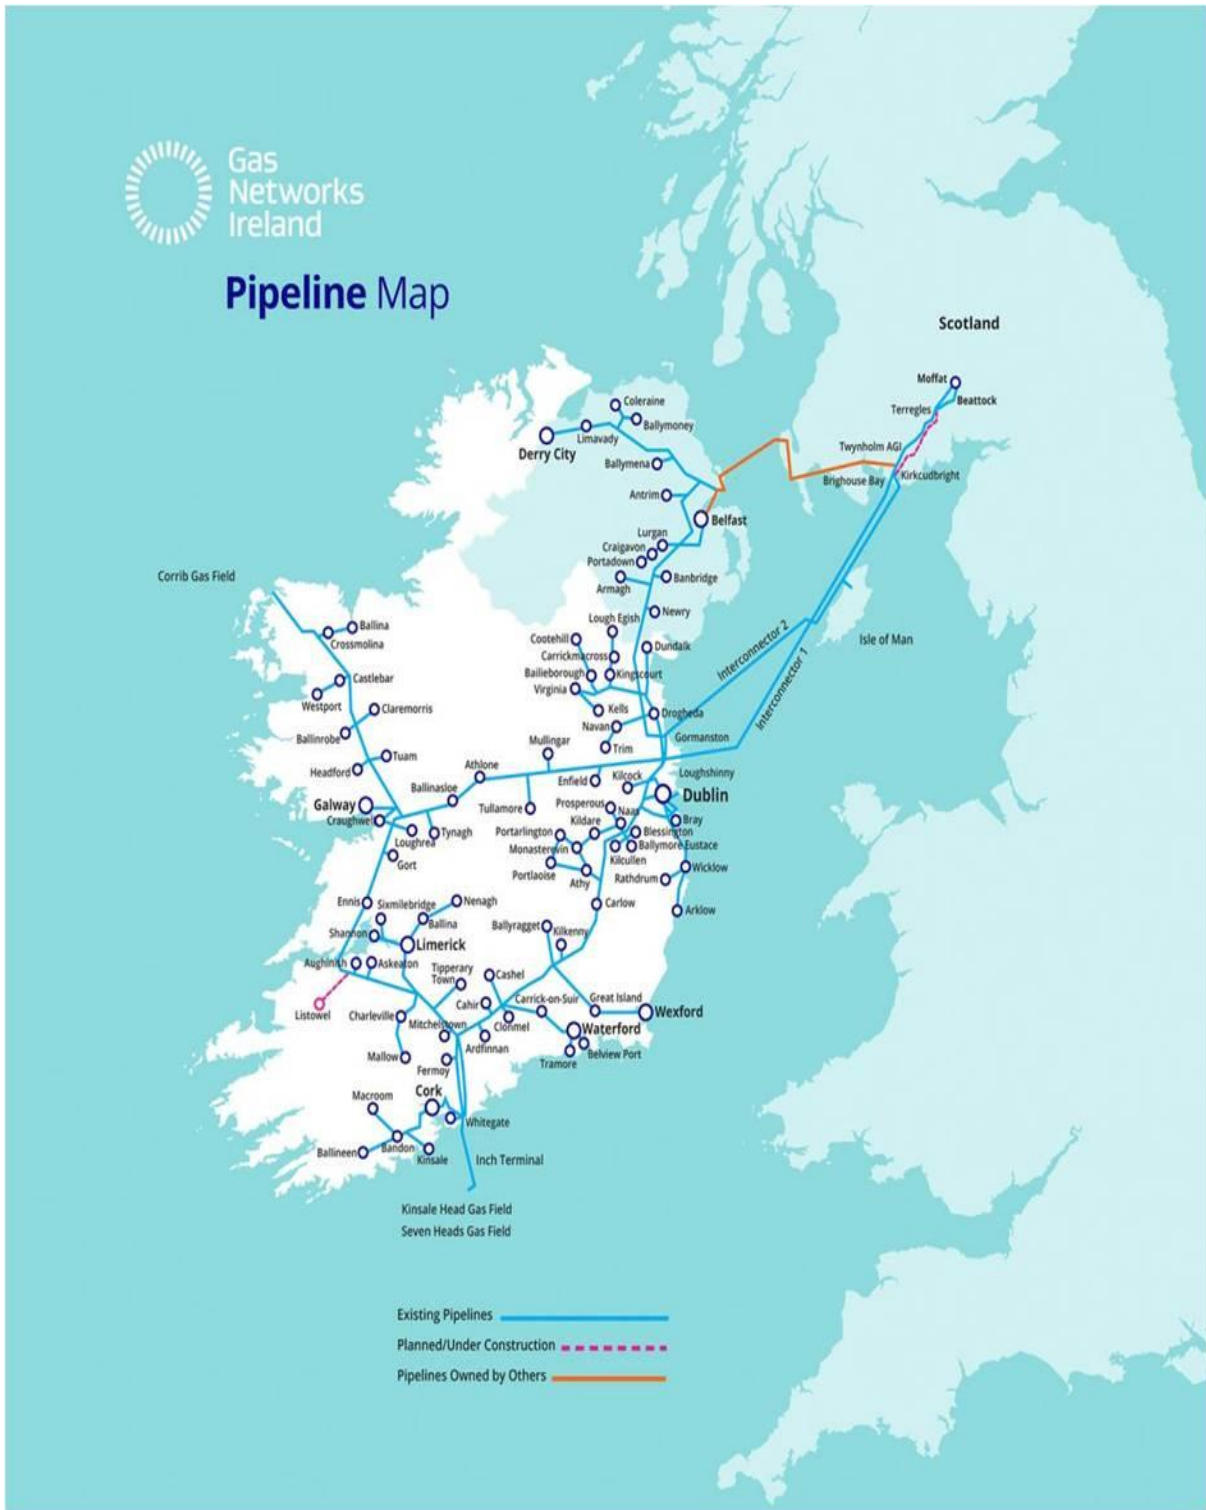 Gas
Networks
Ireland
Pipeline Map
Scotland
Moffat
Beattock
Terregles
Twynholm AGI
Brighouse Bay
Kirkcudbright
Coleraine
Ballymoney
Limavady
Derry City
Ballymena
Antrim
Belfast
Lurgan
Craigavon
Portadown
Armagh
Banbridge
Newry
Corrib Gas Field
Lough Egish
Cootehill
Carrickmacross
Dundalk
Bailieborough
Kingscourt
Virginia
Kells
Drogheda
Navan
Trim
Gormanston
Interconnector 2
Interconnector 1
Isle of Man
Ballina
Crossmolina
Castlebar
Westport
Claremorris
Ballinrobe
Tuam
Headford
Mullingar
Athlone
Ballinasloe
Enfield
Kilcock
Loughshinny
Dublin
Galway
Craughwell
Loughrea
Tynagh
Gort
Tullamore
Prosperous
Naas
Kildare
Bray
Portarlington
Blessington
Monasterevin
Ballymore Eustace
Kilcullen
Portlaoise
Athy
Rathdrum
Wicklow
Carlow
Arklow
Ennis
Sixmilebridge
Nenagh
Ballina
Shannon
Limerick
Ballyragget
Kilkenny
Aughinish
Askeaton
Tipperary
Town
Cashel
Listowel
Charleville
Cahir
Carrick-on-Suir
Great Island
Wexford
Mitchelstown
Clonmel
Waterford
Ardfinnan
Belview Port
Tramore
Mallow
Fermoy
Cork
Macroom
Whitegate
Bandon
Ballineen
Kinsale
Inch Terminal
Kinsale Head Gas Field
Seven Heads Gas Field
Existing Pipelines
Planned/Under Construction
Pipelines Owned by Others